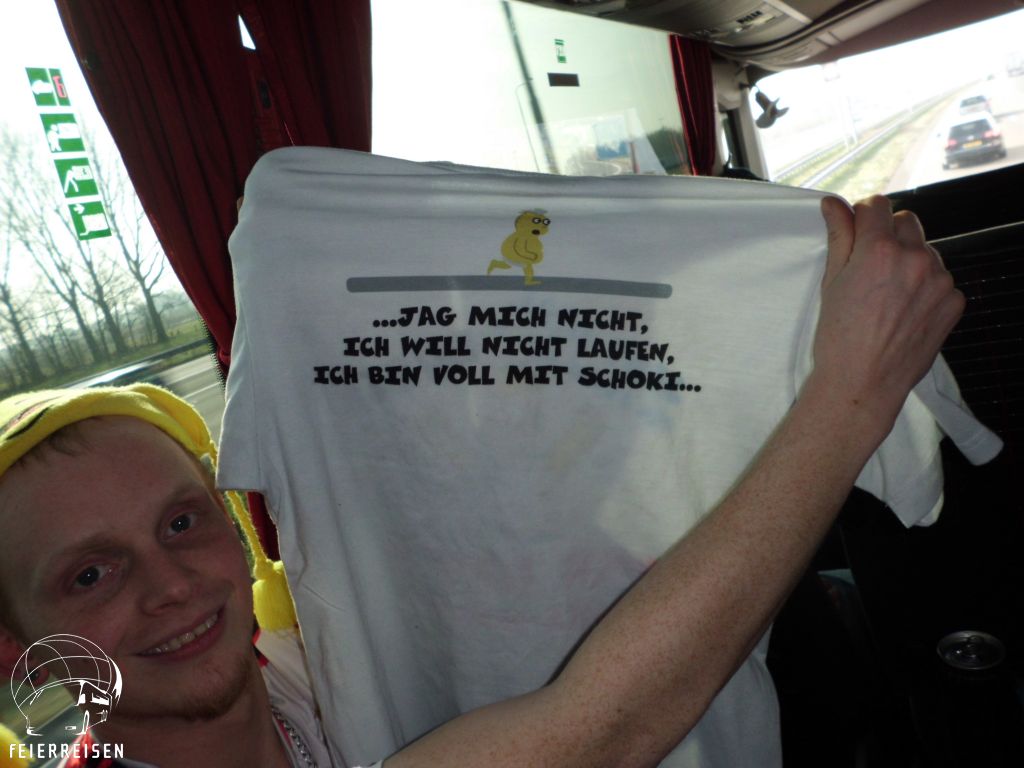 ...JAG MICH NICHT,
ICH WILL NICHT LAUFEN,
ICH BIN VOLL MIT SCHOKI...
FEIERREISEN